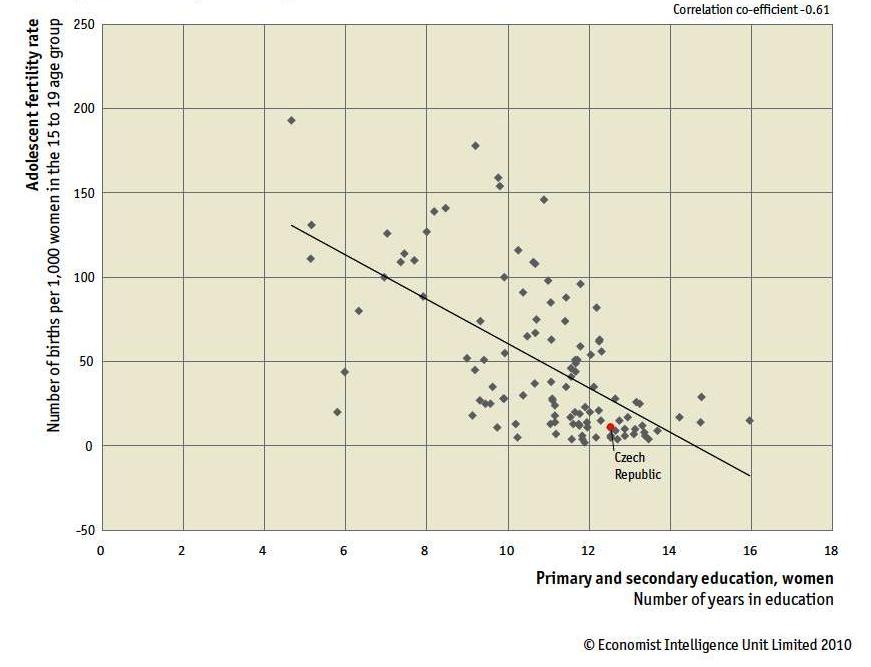 Correlation co-efficient -0.61
Adolescent fertility rate
Number of births per 1,000 women in the 15 to 19 age group
250
200
150
100
50
0
-50
Czech
Republic
0 2 4 6 8 10 12 14 16 18
Primary and secondary education, women
Number of years in education
© Economist Intelligence Unit Limited 2010